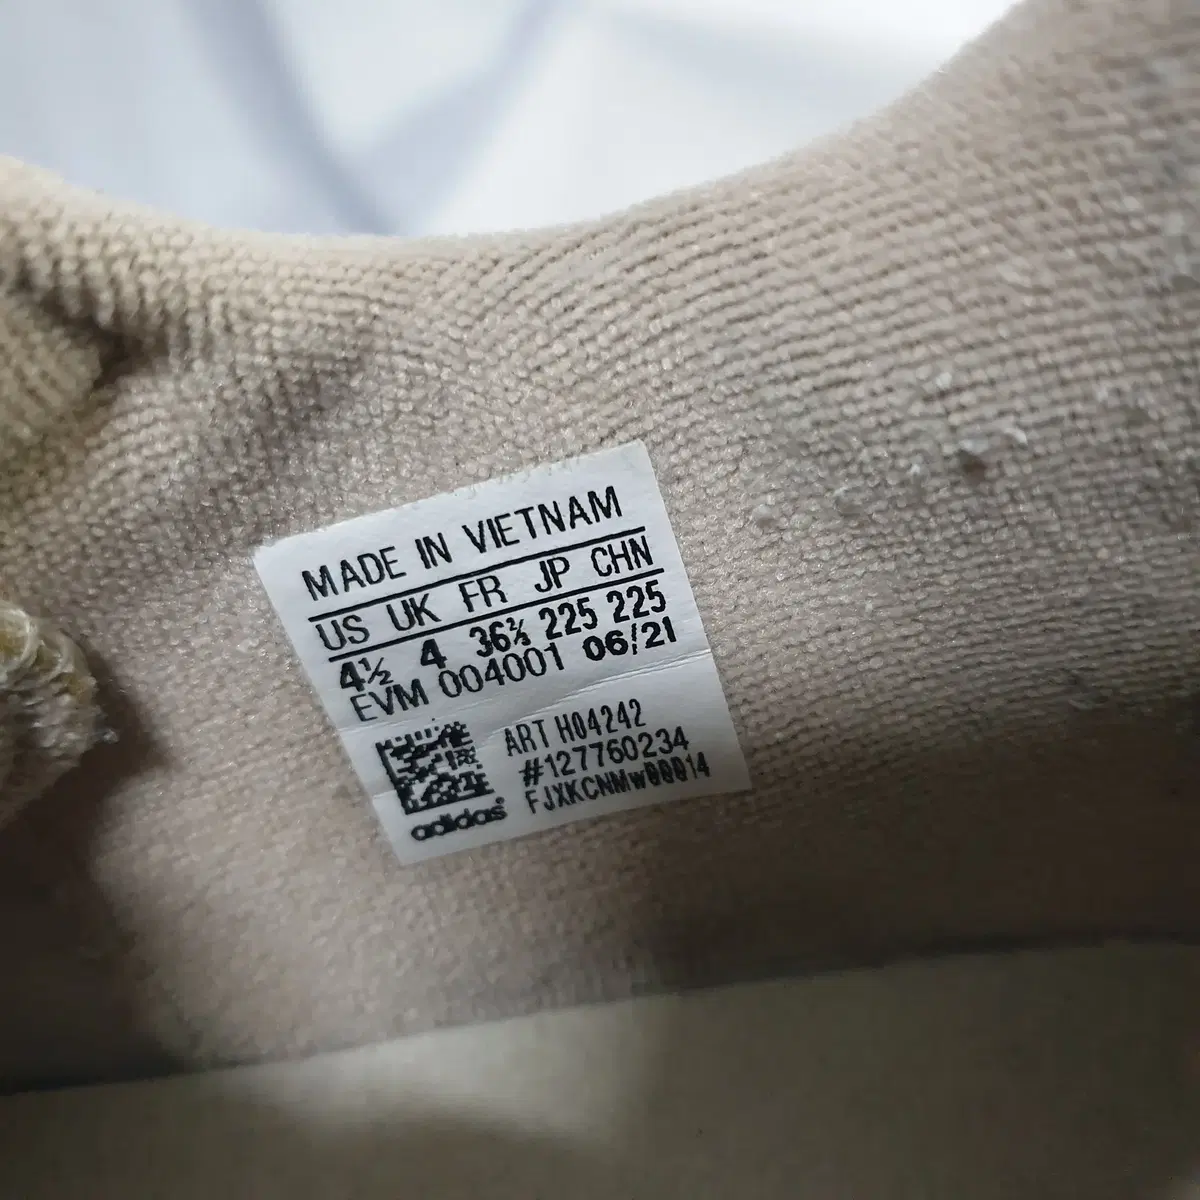 MADE IN VIETNAM
US UK FR JP CHN
4½ 4 36⅔ 225 225
EVM 004001 06/21
ART H04242
#127760234
adidas